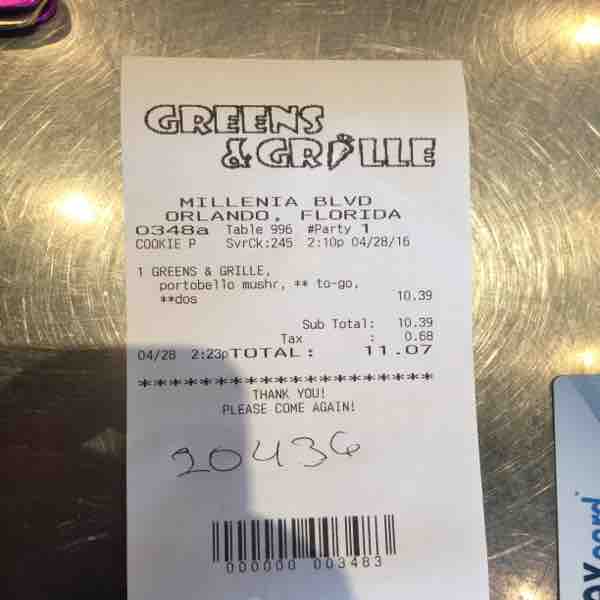 GREENS
& GRILLE
MILLENIA BLVD
ORLANDO, FLORIDA
0348a Table 996 #Party 1
COOKIE P SvrCk:245 2:10p 04/28/16
1 GREENS & GRILLE,
portobello mushr, ** to-go,
**dos 10.39
Sub Total: 10.39
Tax : 0.68
04/28 2:23p TOTAL: 11.07
********************************
THANK YOU!
PLEASE COME AGAIN!
20436
000000 003483
card